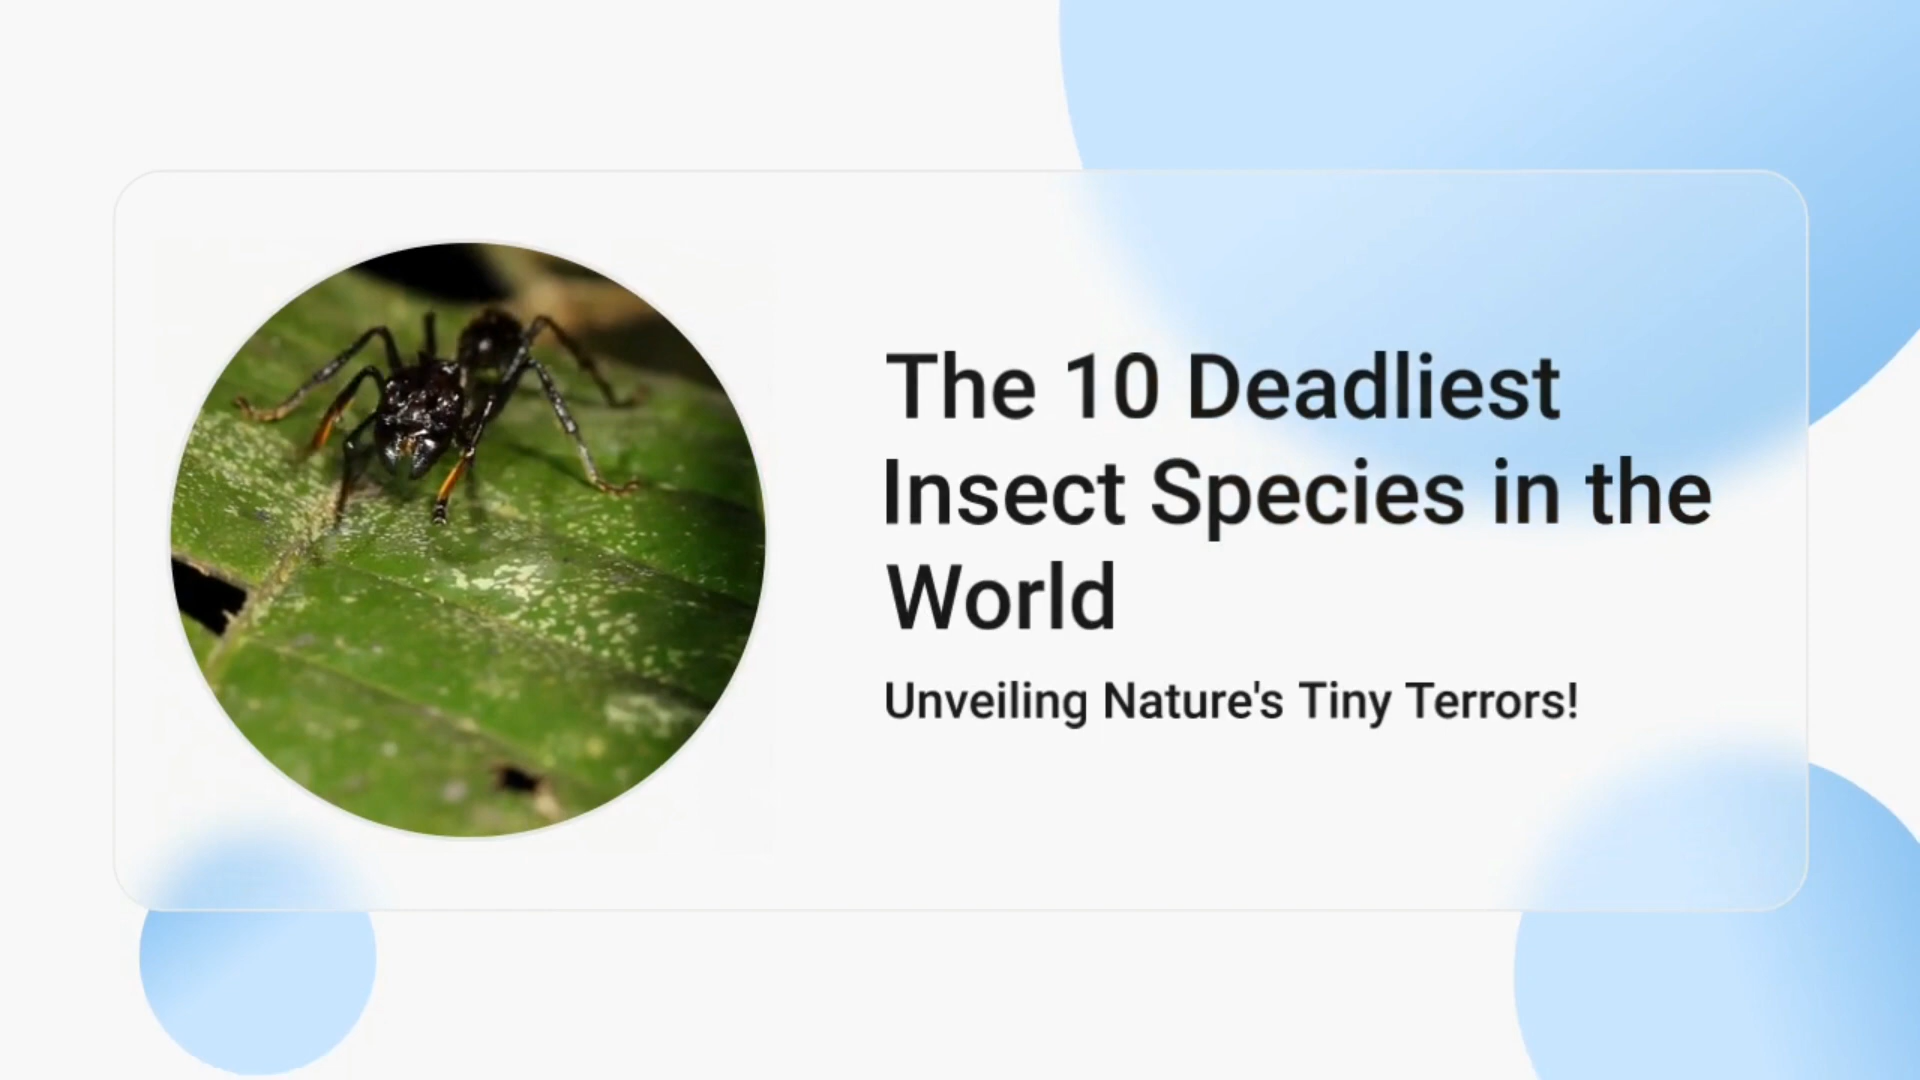 The 10 Deadliest
Insect Species in the
World
Unveiling Nature's Tiny Terrors!